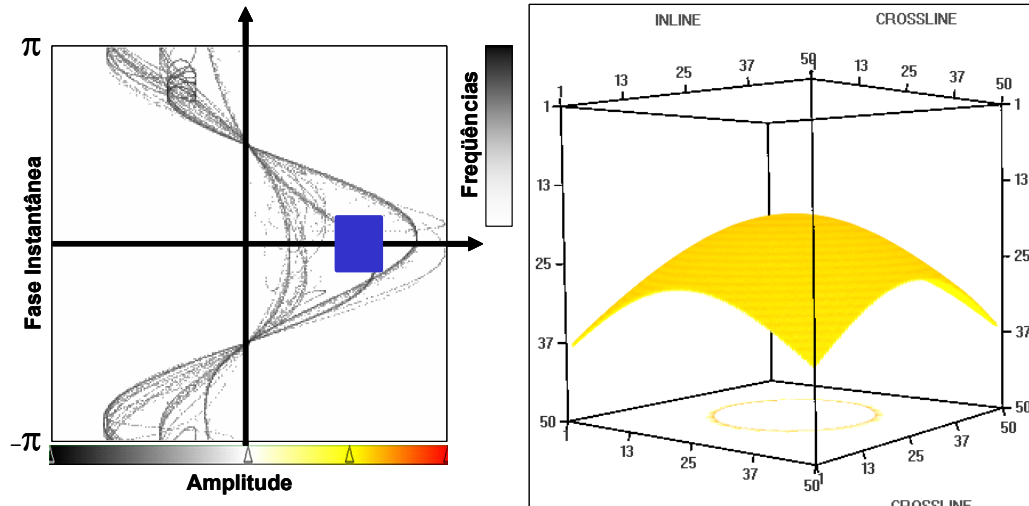 π
Fase Instantânea
-π
Amplitude
Freqüências
INLINE CROSSLINE
1 13 25 37 50 13 25 37 50
1 13 25 37 50
1 13 25 37 50
1 13 25 37 50 1 13 25 37 50
CROSSLINE